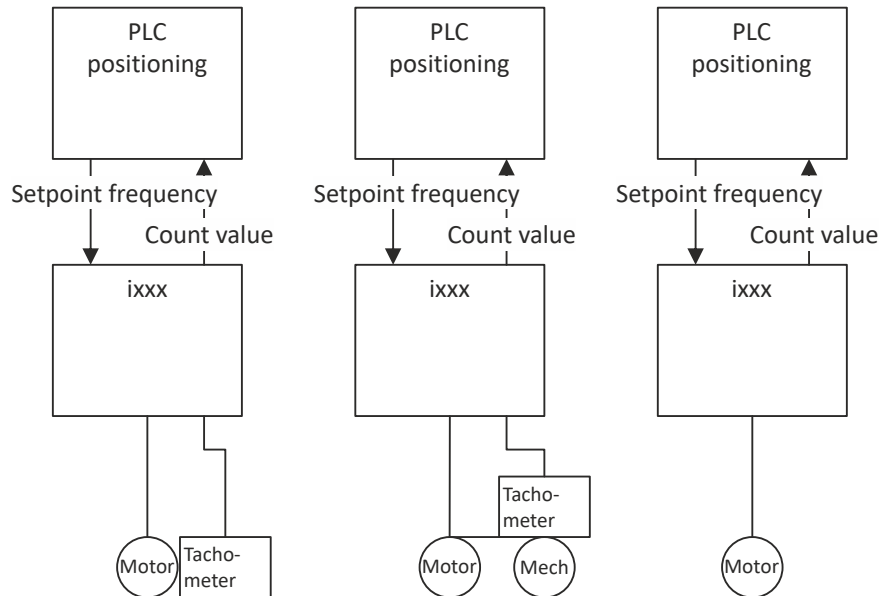 PLC
positioning
Setpoint frequency
Count value
ixxx
Motor
Tacho-
meter
PLC
positioning
Setpoint frequency
Count value
ixxx
Tacho-
meter
Motor
Mech
PLC
positioning
Setpoint frequency
Count value
ixxx
Motor